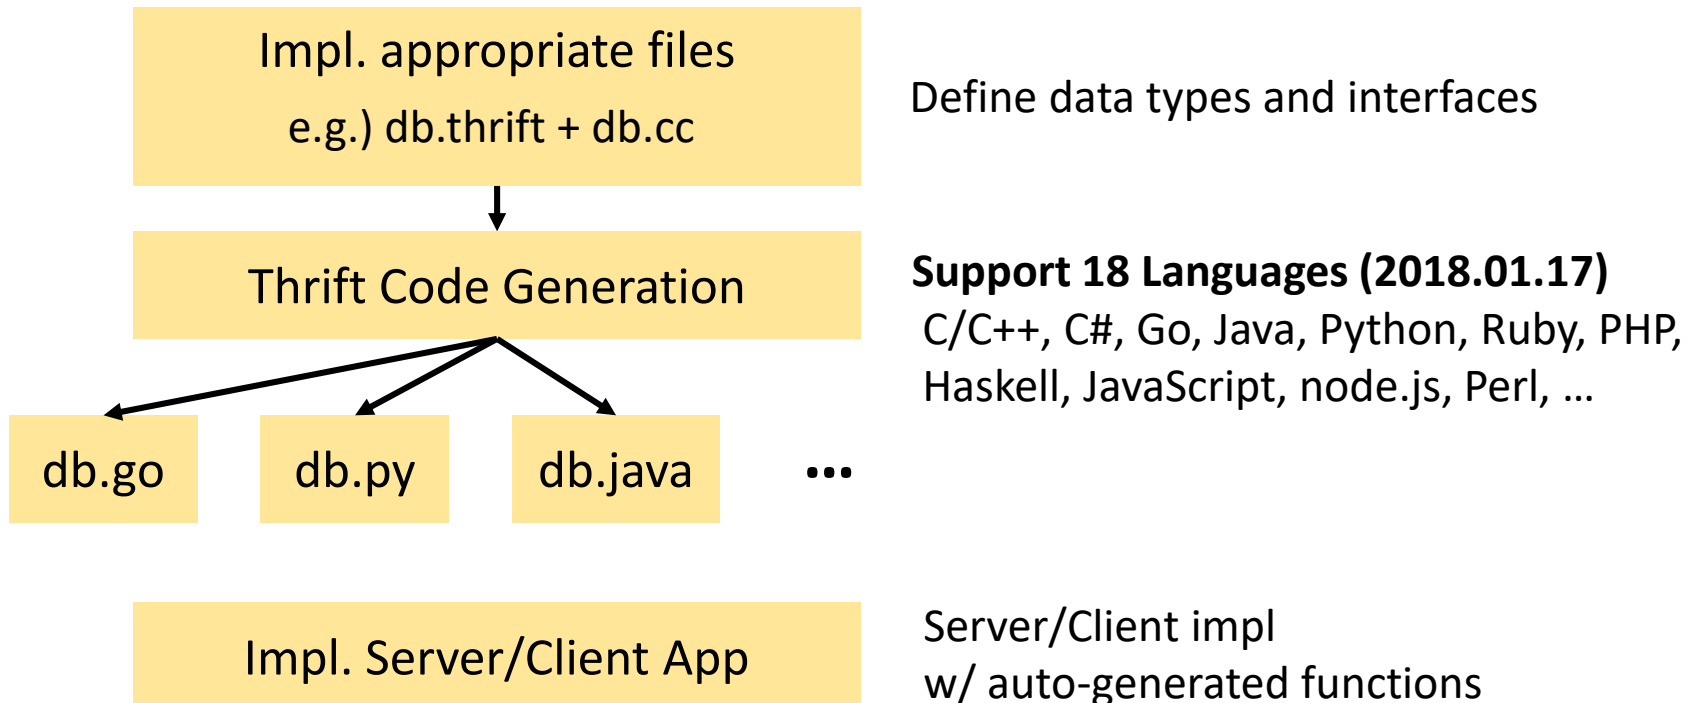 Impl. appropriate files
e.g.) db.thrift + db.cc
Define data types and interfaces
Thrift Code Generation
Support 18 Languages (2018.01.17)
C/C++, C#, Go, Java, Python, Ruby, PHP,
Haskell, JavaScript, node.js, Perl, …
db.go
db.py
db.java
…
Impl. Server/Client App
Server/Client impl
w/ auto-generated functions